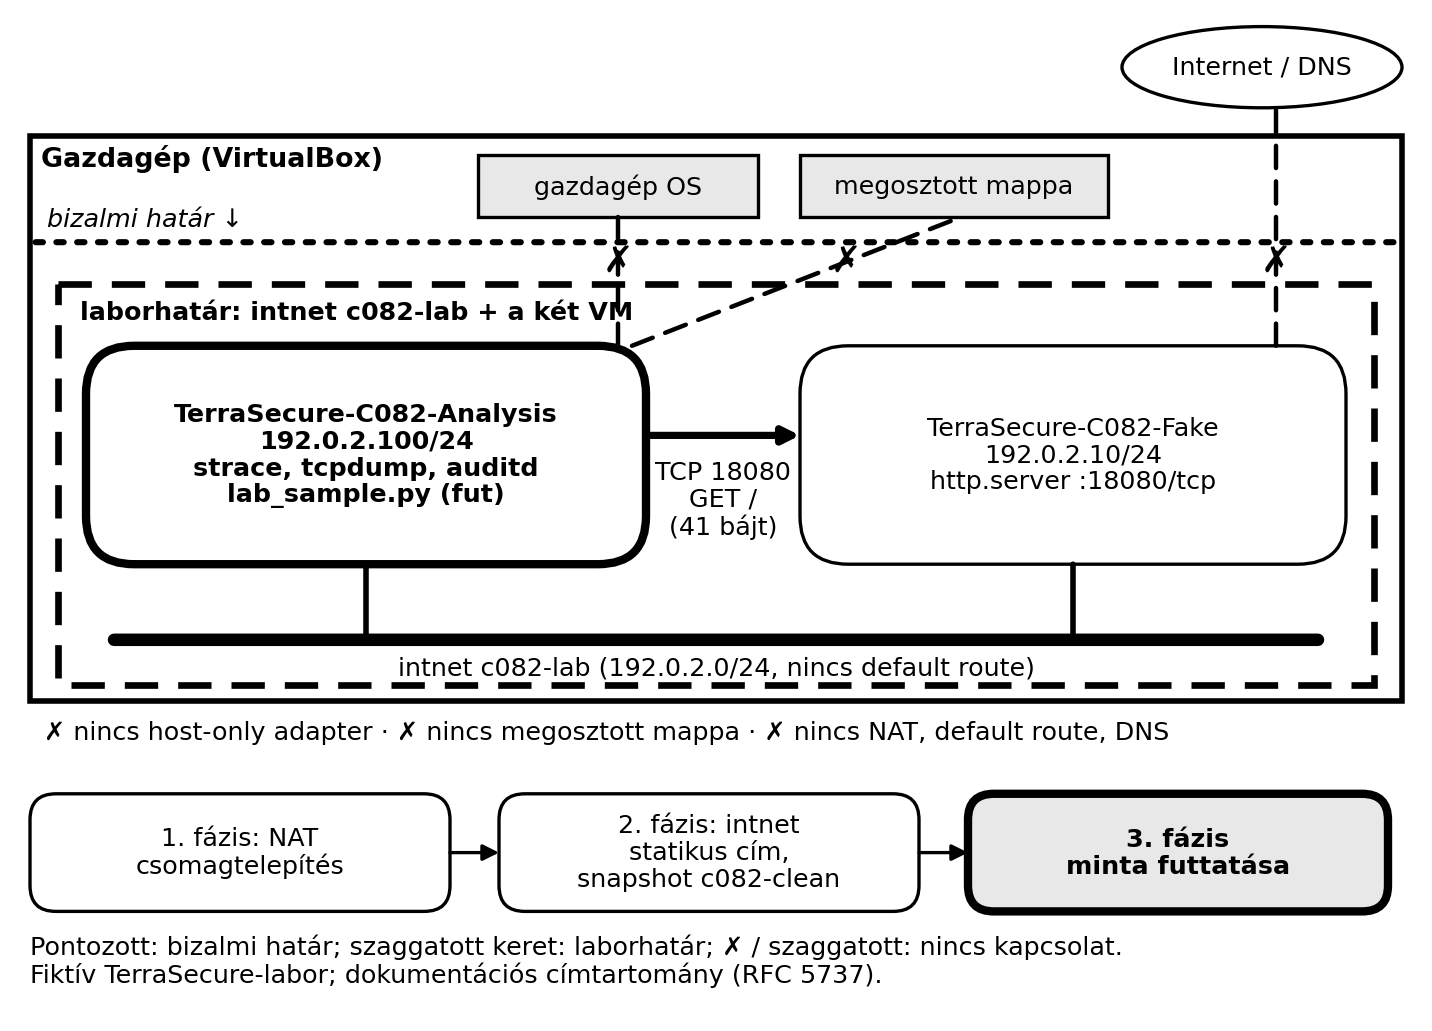 Internet / DNS
Gazdagép (VirtualBox)
gazdagép OS
megosztott mappa
bizalmi határ ↓
✗ ✗ ✗
laborhatár: intnet c082-lab + a két VM
TerraSecure-C082-Analysis
192.0.2.100/24
strace, tcpdump, auditd
lab_sample.py (fut)
TCP 18080
GET /
(41 bájt)
TerraSecure-C082-Fake
192.0.2.10/24
http.server :18080/tcp
intnet c082-lab (192.0.2.0/24, nincs default route)
✗ nincs host-only adapter · ✗ nincs megosztott mappa · ✗ nincs NAT, default route, DNS
1. fázis: NAT
csomagtelepítés
2. fázis: intnet
statikus cím,
snapshot c082-clean
3. fázis
minta futtatása
Pontozott: bizalmi határ; szaggatott keret: laborhatár; ✗ / szaggatott: nincs kapcsolat.
Fiktív TerraSecure-labor; dokumentációs címtartomány (RFC 5737).